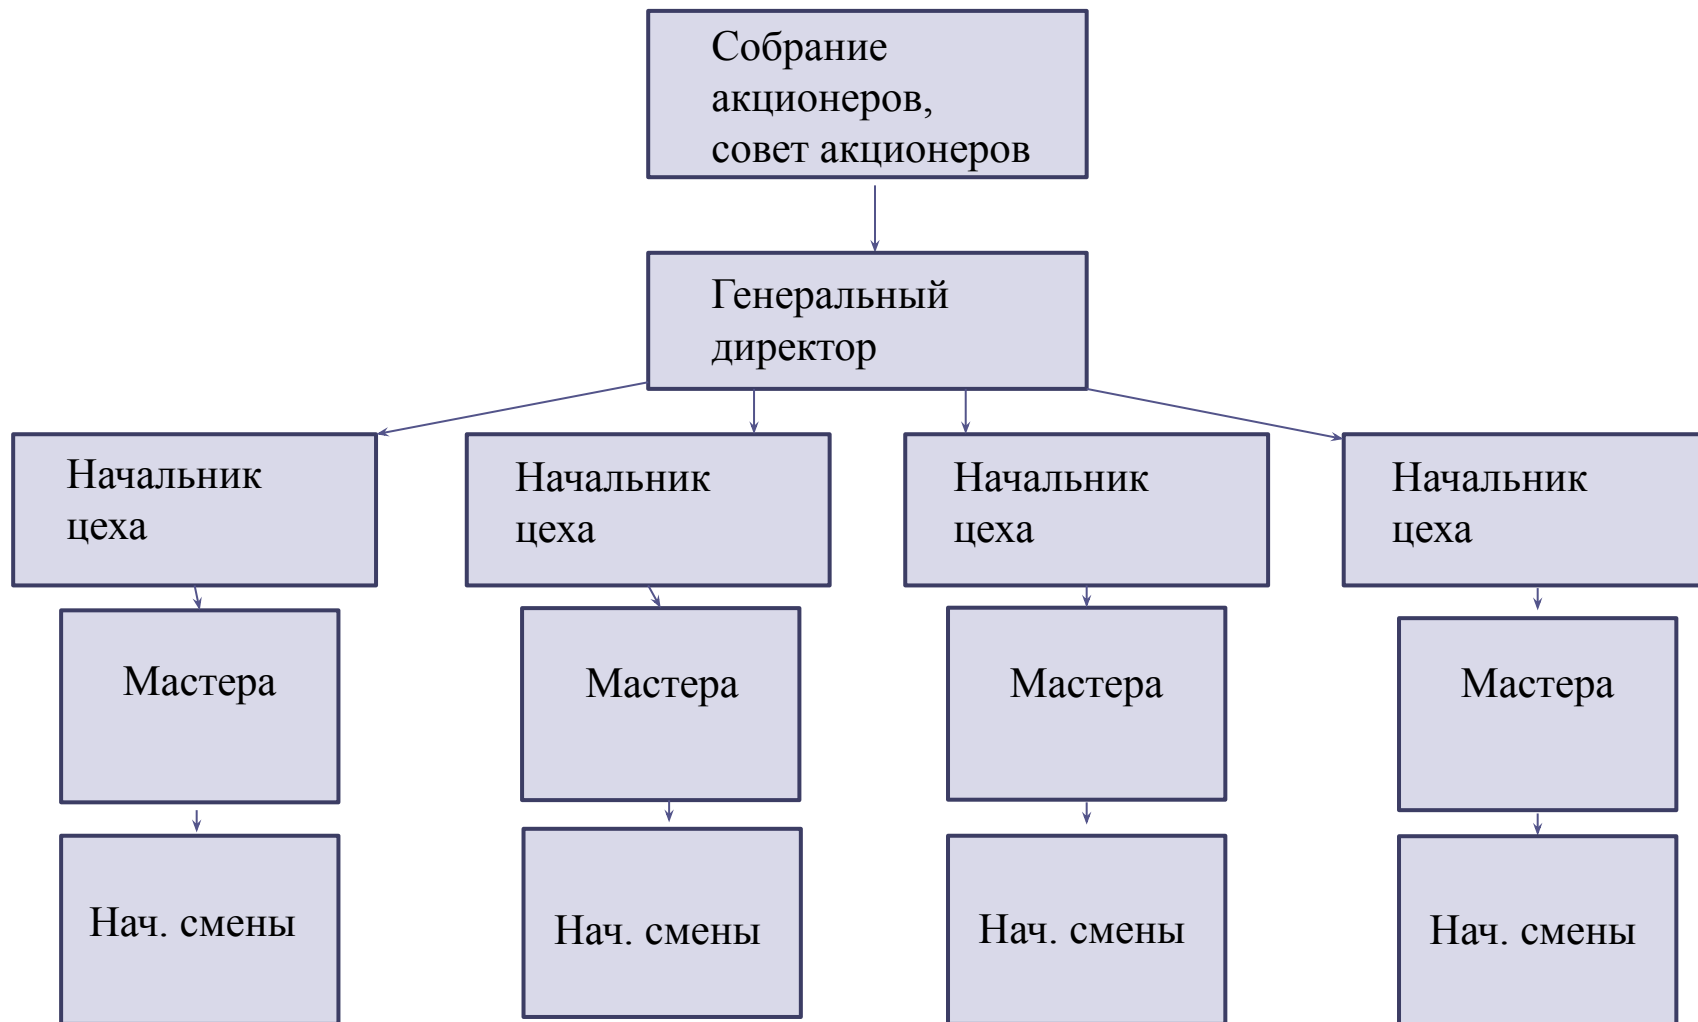 Собрание
акционеров,
совет акционеров
Генеральный
директор
Начальник
цеха
Начальник
цеха
Начальник
цеха
Начальник
цеха
Мастера
Мастера
Мастера
Мастера
Нач. смены
Нач. смены
Нач. смены
Нач. смены